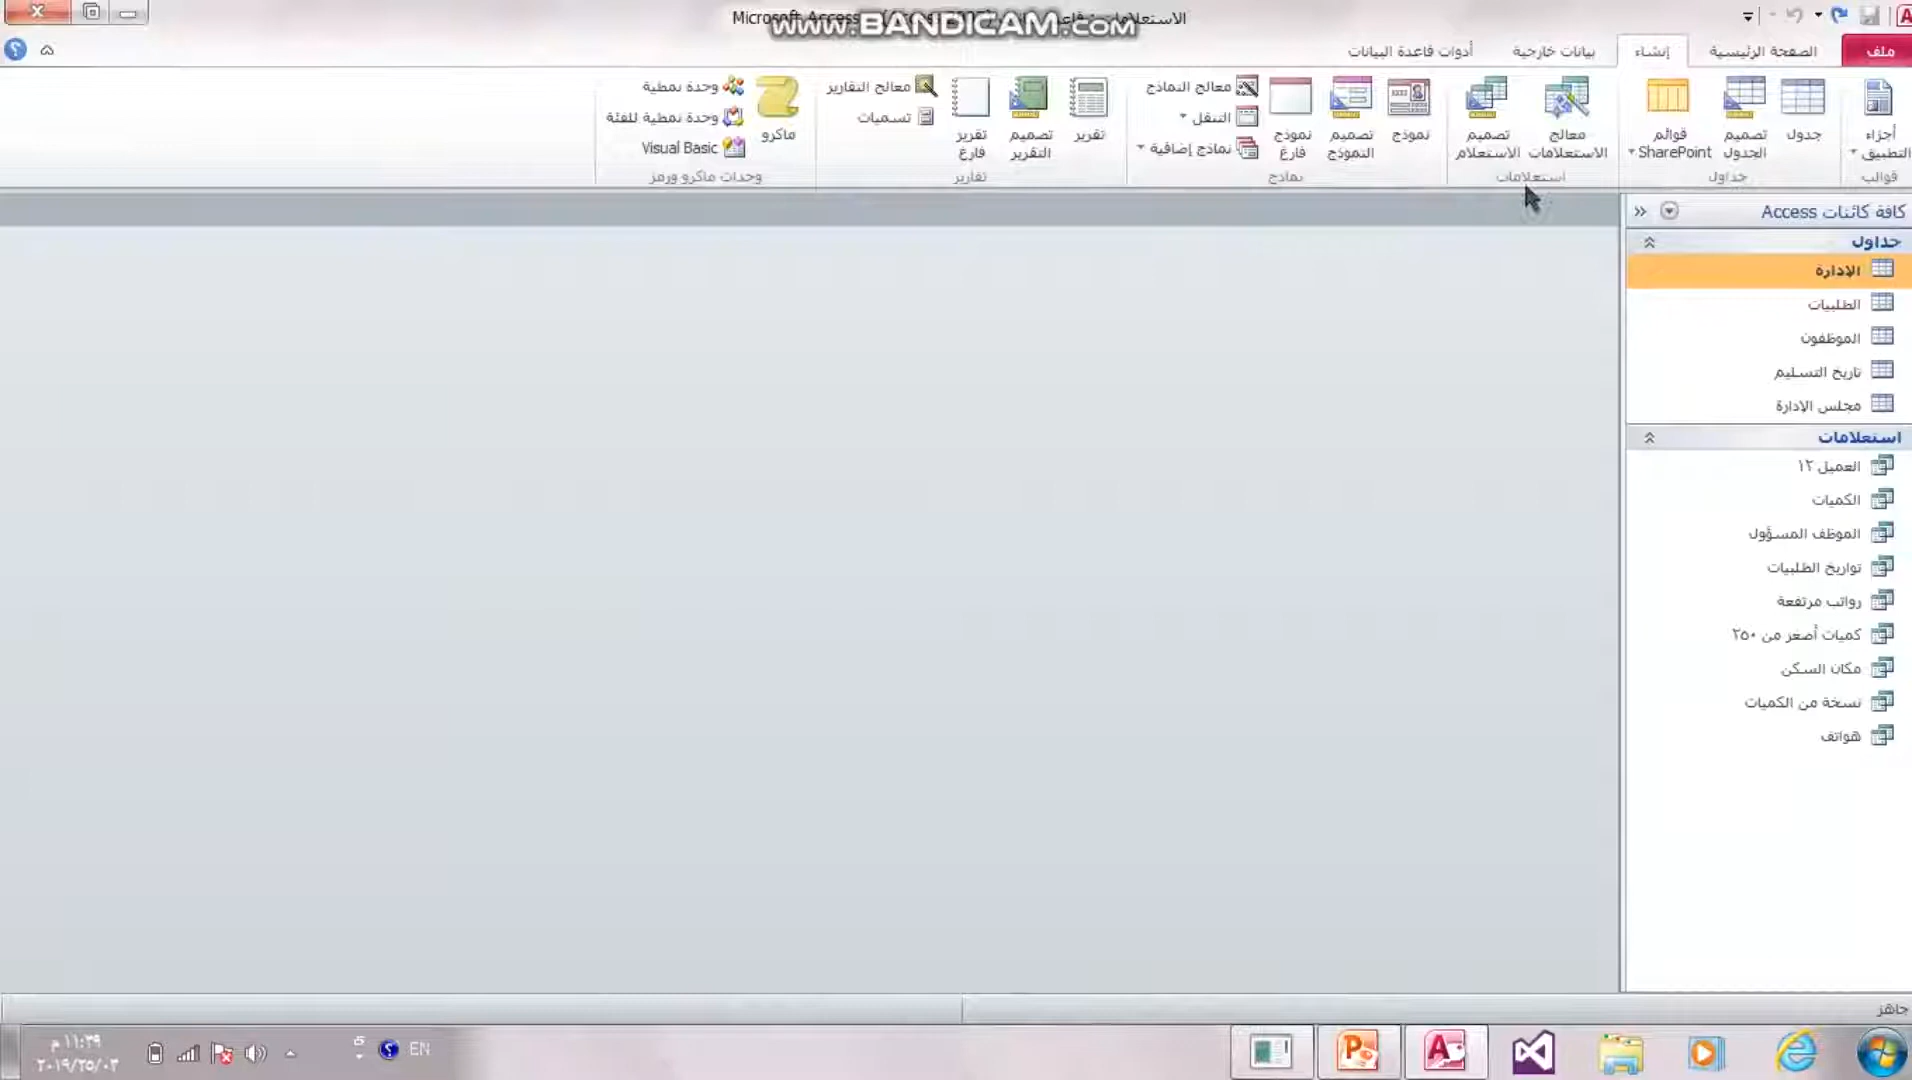 الاستعلامات : قاعدة
Microsoft Access
www.BANDICAM.com
ملف
الصفحة الرئيسية
إنشاء
بيانات خارجية
أدوات قاعدة البيانات
أجزاء التطبيق
قوالب
جدول
تصميم الجدول
قوائم SharePoint
جداول
معالج الاستعلامات
تصميم الاستعلام
استعلامات
نموذج
تصميم النموذج
نموذج فارغ
معالج النماذج
التنقل
نماذج إضافية
نماذج
تقرير
تصميم التقرير
تقرير فارغ
معالج التقارير
تسميات
تقارير
ماكرو
وحدة نمطية
وحدة نمطية للفئة
Visual Basic
وحدات ماكرو ورمز
كافة كائنات Access
جداول
الإدارة
الطلبيات
الموظفون
تاريخ التسليم
مجلس الادارة
استعلامات
العميل ١٢
الكميات
الموظف المسؤول
تواريخ الطلبيات
رواتب مرتفعة
كميات أصغر من ٢٥٠
مكان السكن
نسخة من الكميات
هواتف
جاهز
EN
١١:٣٩ م
٢٠١٩/٢٥/٠٣